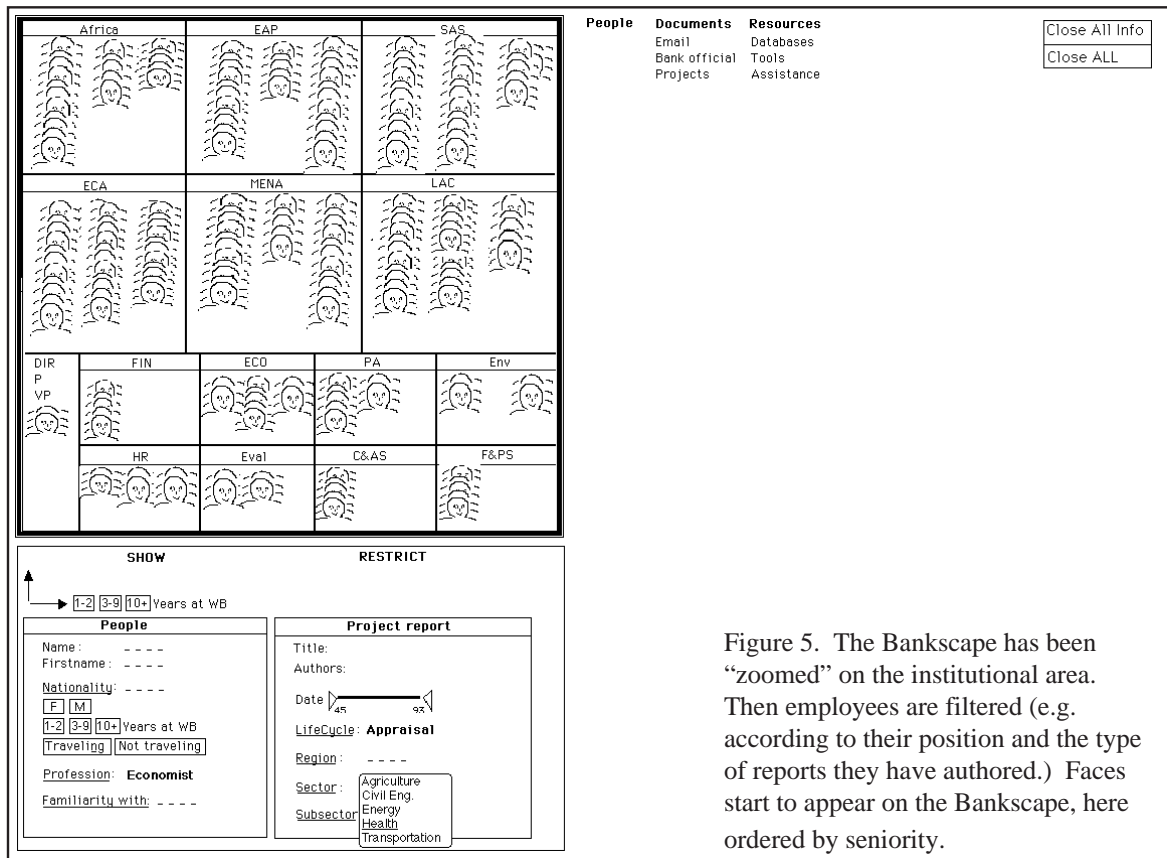 Africa EAP SAS
ECA MENA LAC
DIR FIN ECO PA Env
P
VP
HR Eval C&AS F&PS
People Documents Resources
Email Databases
Bank official Tools
Projects Assistance
Close All Info
Close ALL
SHOW RESTRICT
1-2 3-9 10+ Years at WB
People
Name : _ _ _ _
Firstname : _ _ _ _
Nationality: _ _ _ _
F M
1-2 3-9 10+ Years at WB
Traveling Not traveling
Profession: Economist
Familiarity with: _ _ _ _
Project report
Title:
Authors:
Date 45 93
LifeCycle: Appraisal
Region : _ _ _ _
Sector :
Subsector
Agriculture
Civil Eng.
Energy
Health
Transportation
Figure 5. The Bankscape has been
“zoomed” on the institutional area.
Then employees are filtered (e.g.
according to their position and the type
of reports they have authored.) Faces
start to appear on the Bankscape, here
ordered by seniority.